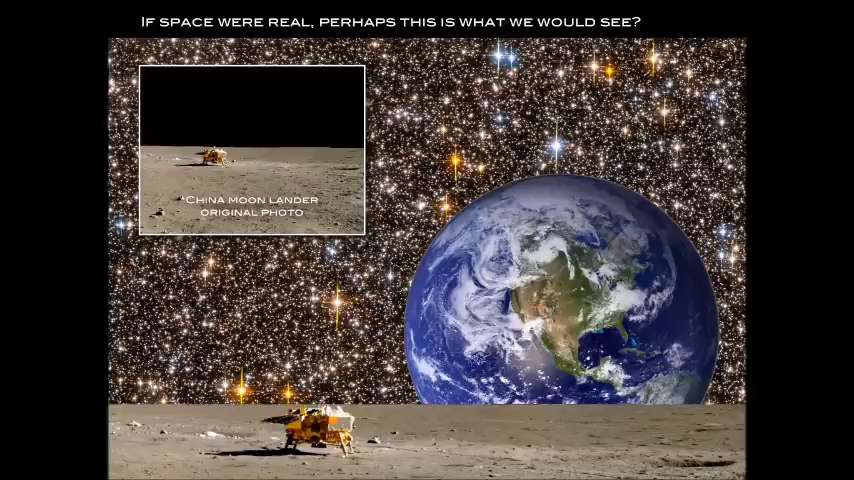 If space were real, perhaps this is what we would see?
*China moon lander
original photo